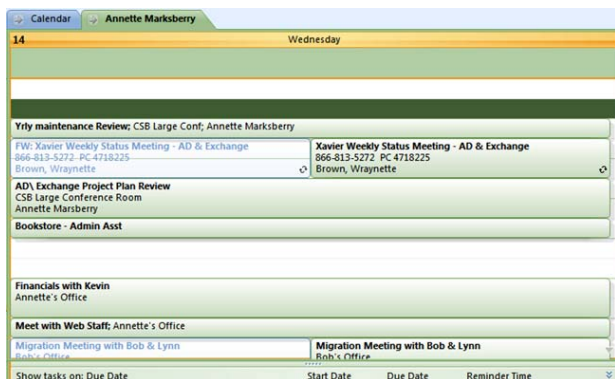 Calendar
Annette Marksberry
14 Wednesday
Yrly maintenance Review; CSB Large Conf; Annette Marksberry
FW: Xavier Weekly Status Meeting - AD & Exchange
866-813-5272 PC 4718225
Brown, Wraynette
Xavier Weekly Status Meeting - AD & Exchange
866-813-5272 PC 4718225
Brown, Wraynette
AD\ Exchange Project Plan Review
CSB Large Conference Room
Annette Marsberry
Bookstore - Admin Asst
Financials with Kevin
Annette's Office
Meet with Web Staff; Annette's Office
Migration Meeting with Bob & Lynn
Bob's Office
Migration Meeting with Bob & Lynn
Bob's Office
Show tasks on: Due Date Start Date Due Date Reminder Time